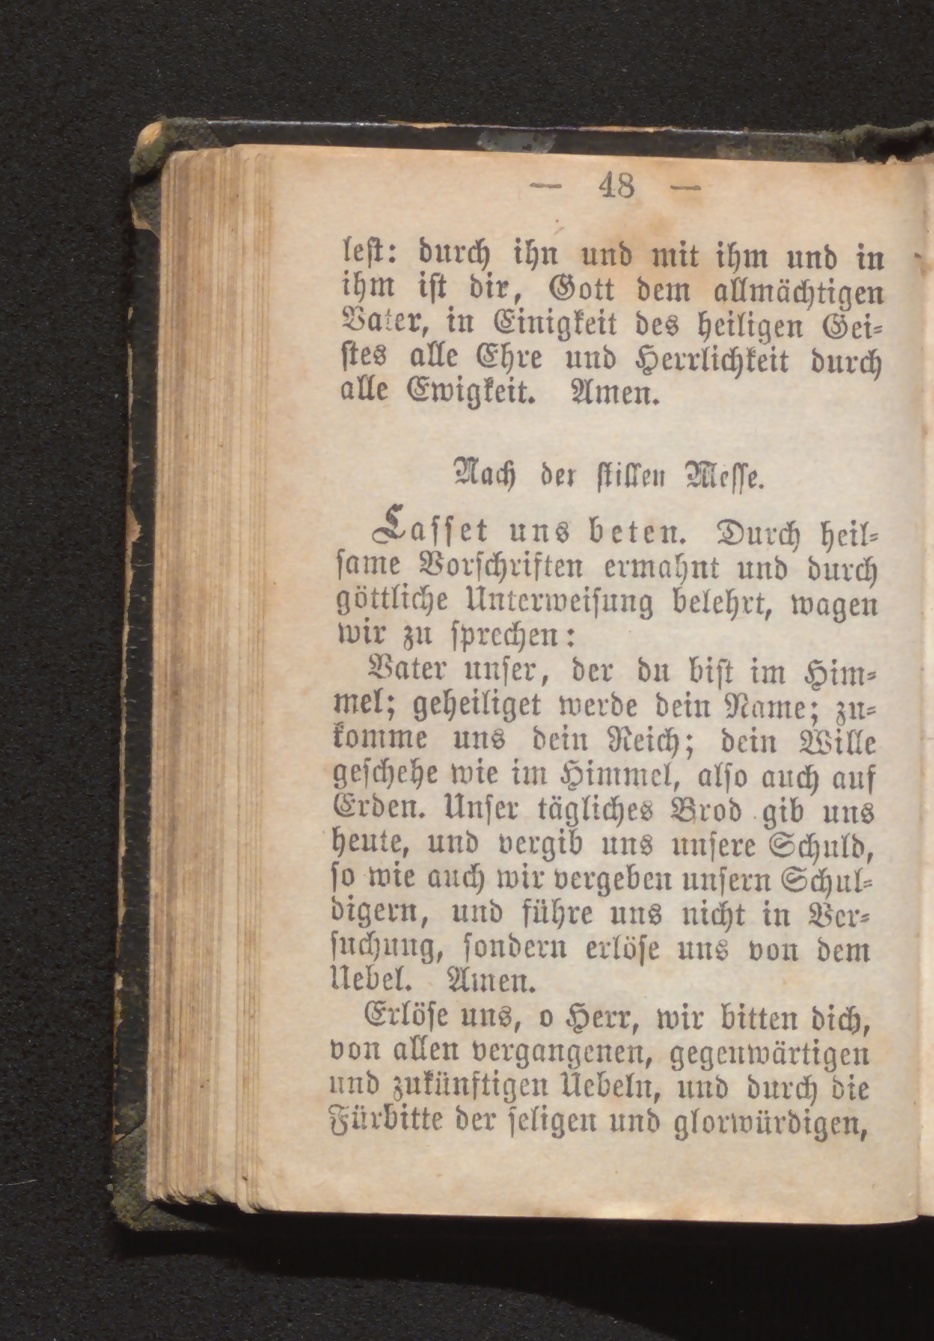 — 48 —
lest: durch ihn und mit ihm und in
ihm ist dir, Gott dem allmächtigen
Vater, in Einigkeit des heiligen Gei-
stes alle Ehre und Herrlichkeit durch
alle Ewigkeit. Amen.
Nach der stillen Messe.
Lasset uns beten. Durch heil-
same Vorschriften ermahnt und durch
göttliche Unterweisung belehrt, wagen
wir zu sprechen:
Vater unser, der du bist im Him-
mel; geheiliget werde dein Name; zu-
komme uns dein Reich; dein Wille
geschehe wie im Himmel, also auch auf
Erden. Unser tägliches Brod gib uns
heute, und vergib uns unsere Schuld,
so wie auch wir vergeben unsern Schul-
digern, und führe uns nicht in Ver-
suchung, sondern erlöse uns von dem
Uebel. Amen.
Erlöse uns, o Herr, wir bitten dich,
von allen vergangenen, gegenwärtigen
und zukünftigen Uebeln, und durch die
Fürbitte der seligen und glorwürdigen,